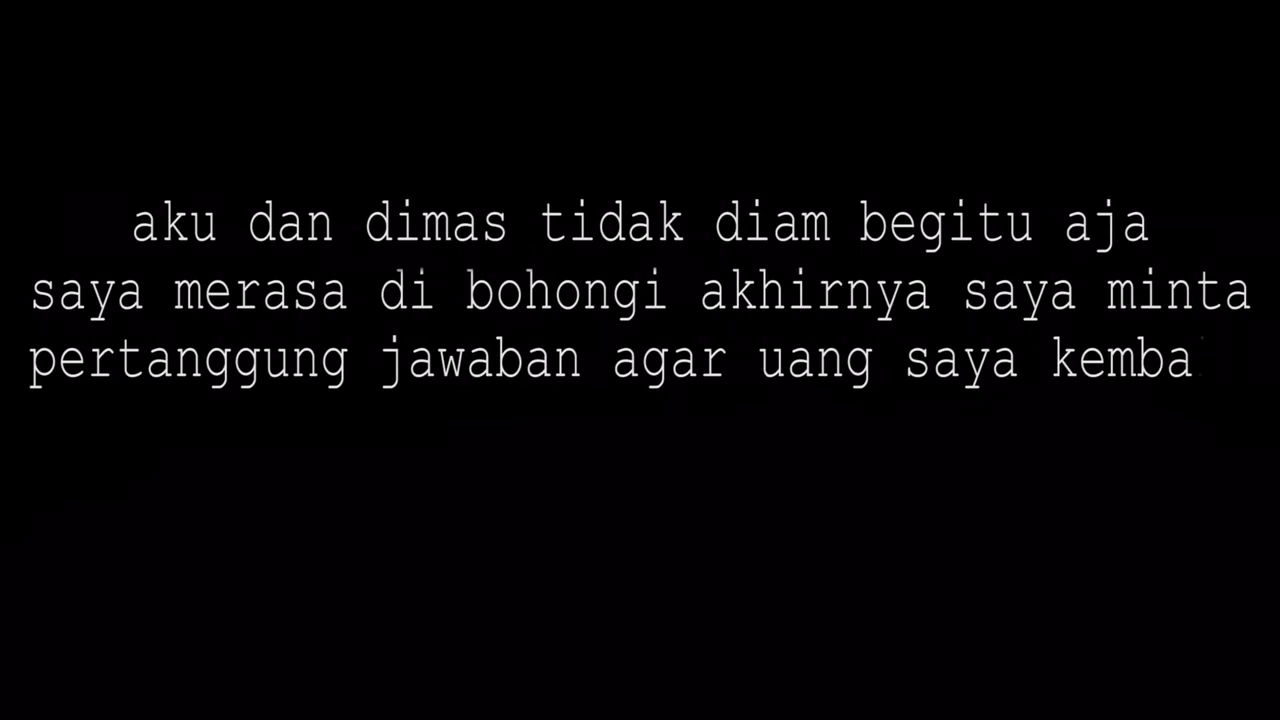 aku dan dimas tidak diam begitu aja
saya merasa di bohongi akhirnya saya minta
pertanggung jawaban agar uang saya kemba